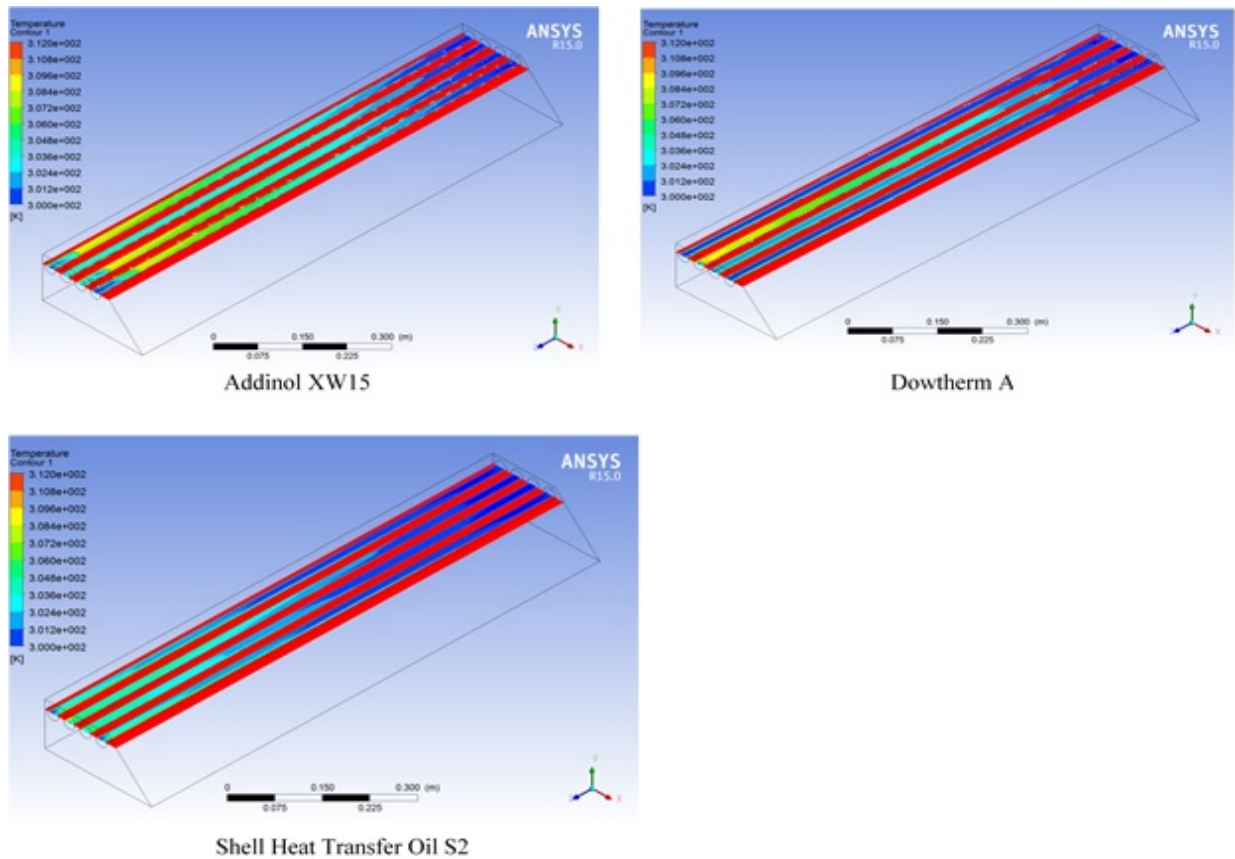 Temperature
Contour 1
3.120e+002
3.108e+002
3.096e+002
3.084e+002
3.072e+002
3.060e+002
3.048e+002
3.036e+002
3.024e+002
3.012e+002
3.000e+002
[K]
ANSYS
R15.0
0 0.150 0.300 (m)
0.075 0.225
Y
X
Addinol XW15
Temperature
Contour 1
3.120e+002
3.108e+002
3.096e+002
3.084e+002
3.072e+002
3.060e+002
3.048e+002
3.036e+002
3.024e+002
3.012e+002
3.000e+002
[K]
ANSYS
R15.0
0 0.150 0.300 (m)
0.075 0.225
Y
X
Dowtherm A
Temperature
Contour 1
3.120e+002
3.108e+002
3.096e+002
3.084e+002
3.072e+002
3.060e+002
3.048e+002
3.036e+002
3.024e+002
3.012e+002
3.000e+002
[K]
ANSYS
R15.0
0 0.150 0.300 (m)
0.075 0.225
Y
X
Shell Heat Transfer Oil S2